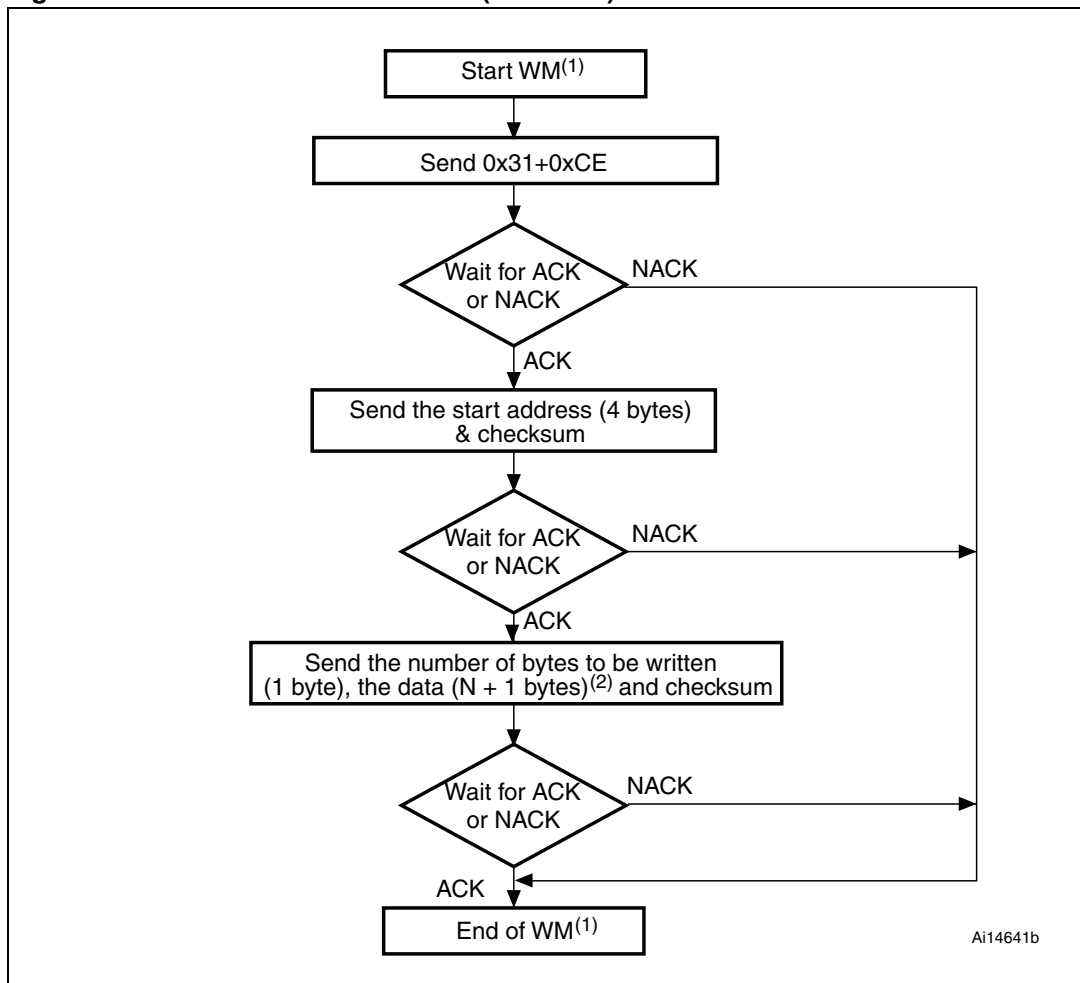 Start WM(1)
Send 0x31+0xCE
Wait for ACK
or NACK
NACK
ACK
Send the start address (4 bytes)
& checksum
Wait for ACK
or NACK
NACK
ACK
Send the number of bytes to be written
(1 byte), the data (N + 1 bytes)(2) and checksum
Wait for ACK
or NACK
NACK
ACK
End of WM(1)
Ai14641b